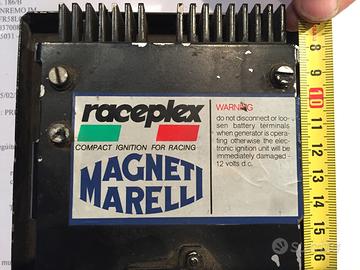 186/B
raceplex
COMPACT IGNITION FOR RACING
MAGNETI
MARELLI
WARNING
do not disconnect or loo-
sen battery terminals
when generator is opera-
ting otherwise the elec-
tronic ignition unit will be
immediately damaged -
12 volts d.c.
8
9
10
11
12
13
14
15
16
subito